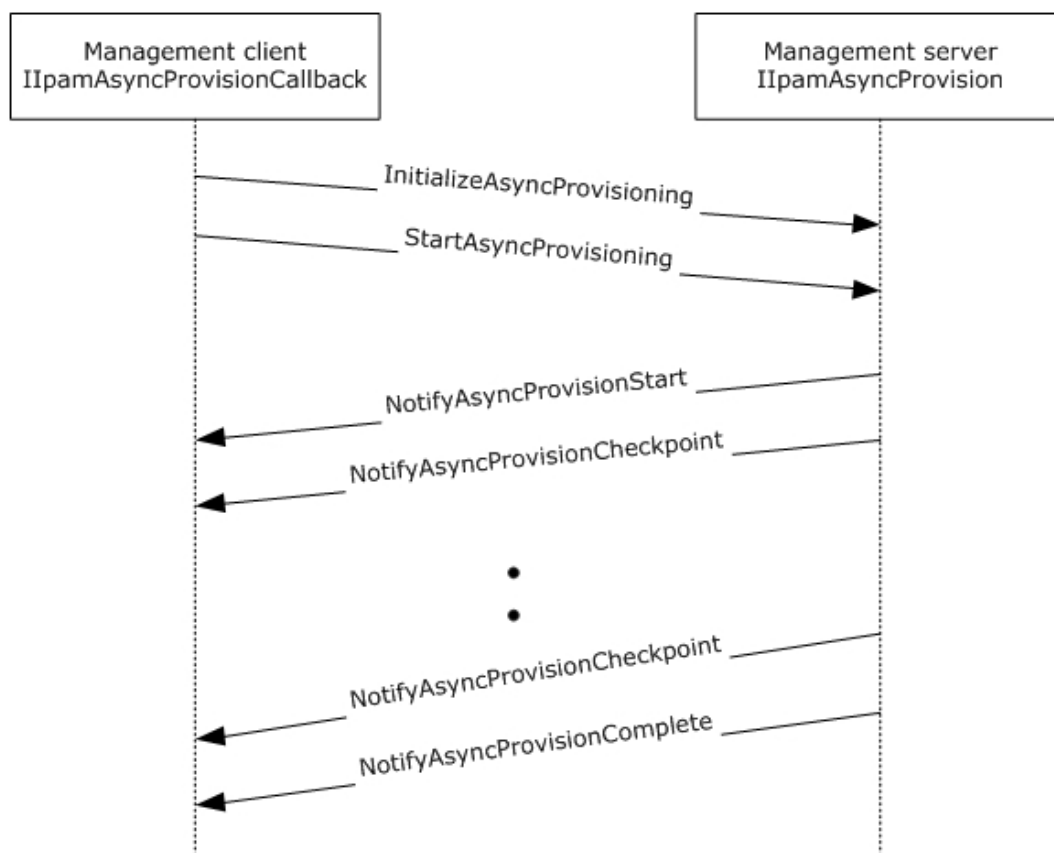 Management client
IIpamAsyncProvisionCallback
Management server
IIpamAsyncProvision
InitializeAsyncProvisioning
StartAsyncProvisioning
NotifyAsyncProvisionStart
NotifyAsyncProvisionCheckpoint
NotifyAsyncProvisionCheckpoint
NotifyAsyncProvisionComplete